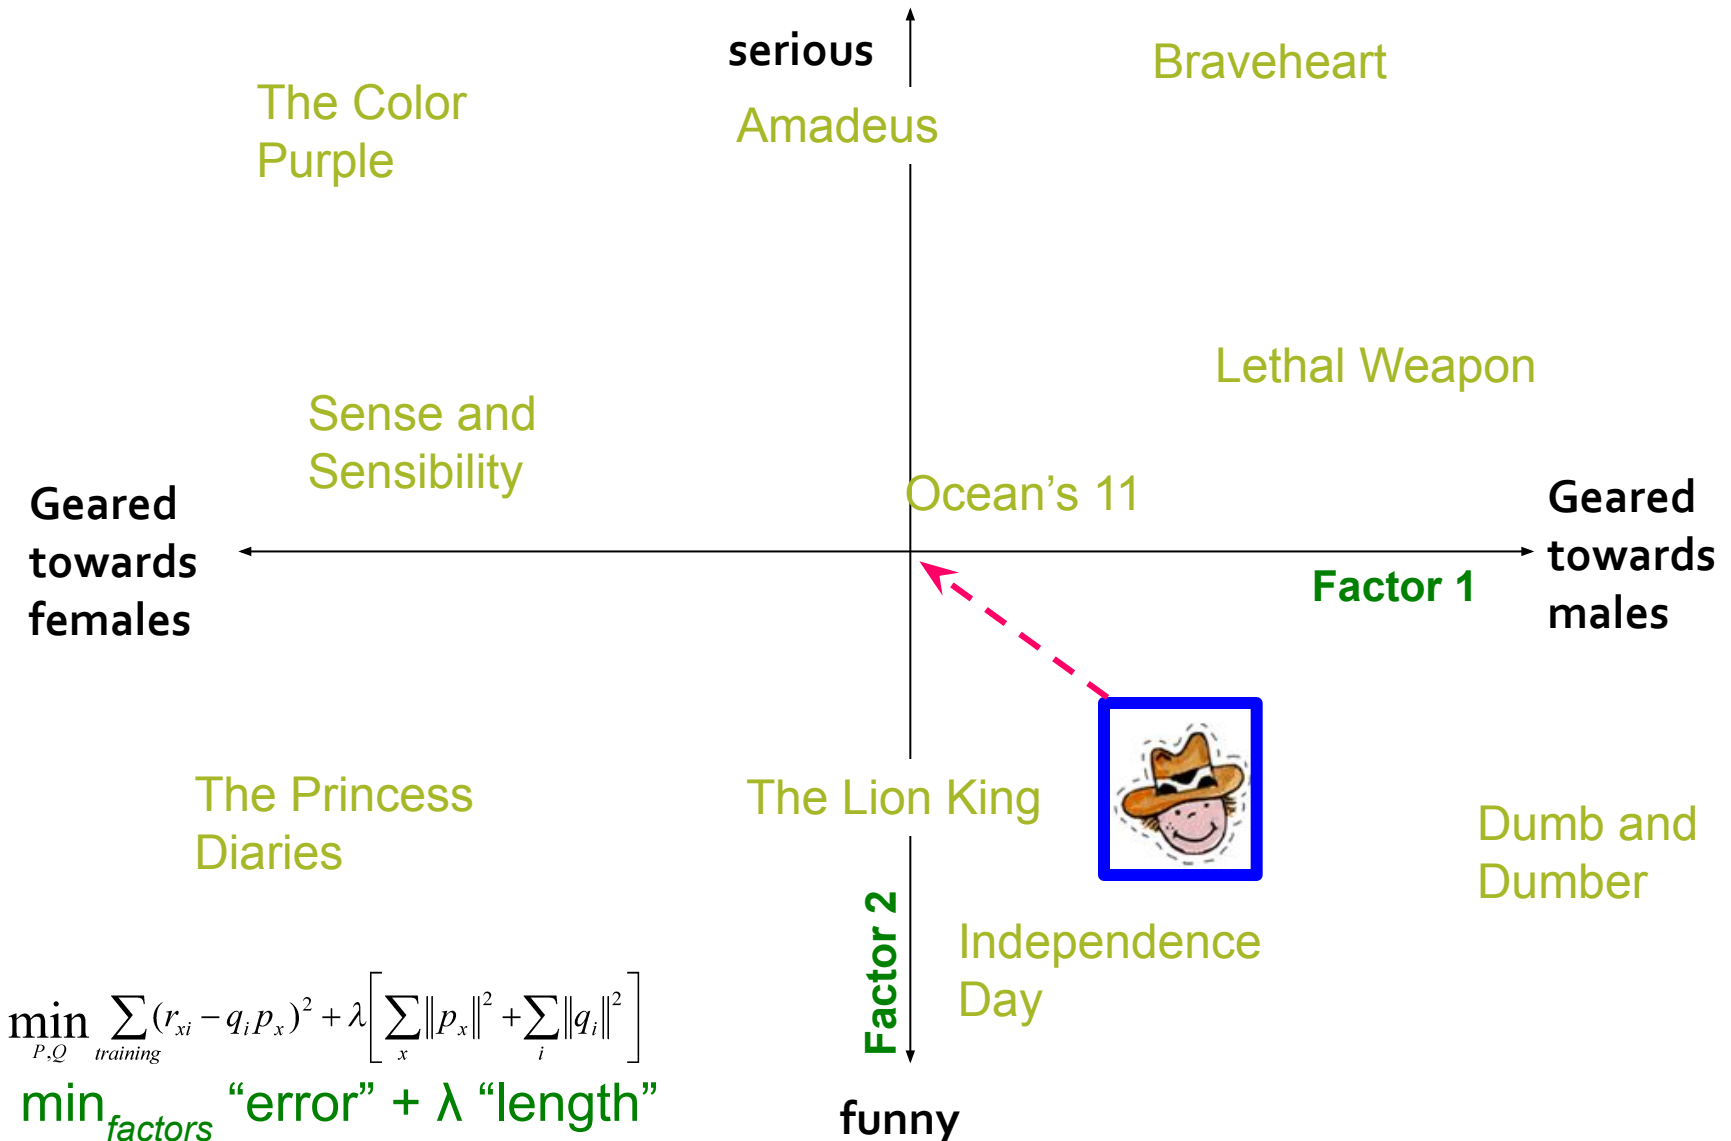 serious
Braveheart
The Color
Purple
Amadeus
Lethal Weapon
Sense and
Sensibility
Ocean’s 11
Geared
towards
females
Geared
towards
males
Factor 1
The Princess
Diaries
The Lion King
Dumb and
Dumber
Factor 2
Independence
Day
min P,Q ∑ training (r_xi − q_i p_x)² + λ[∑ x ‖p_x‖² + ∑ i ‖q_i‖²]
min factors “error” + λ “length”
funny